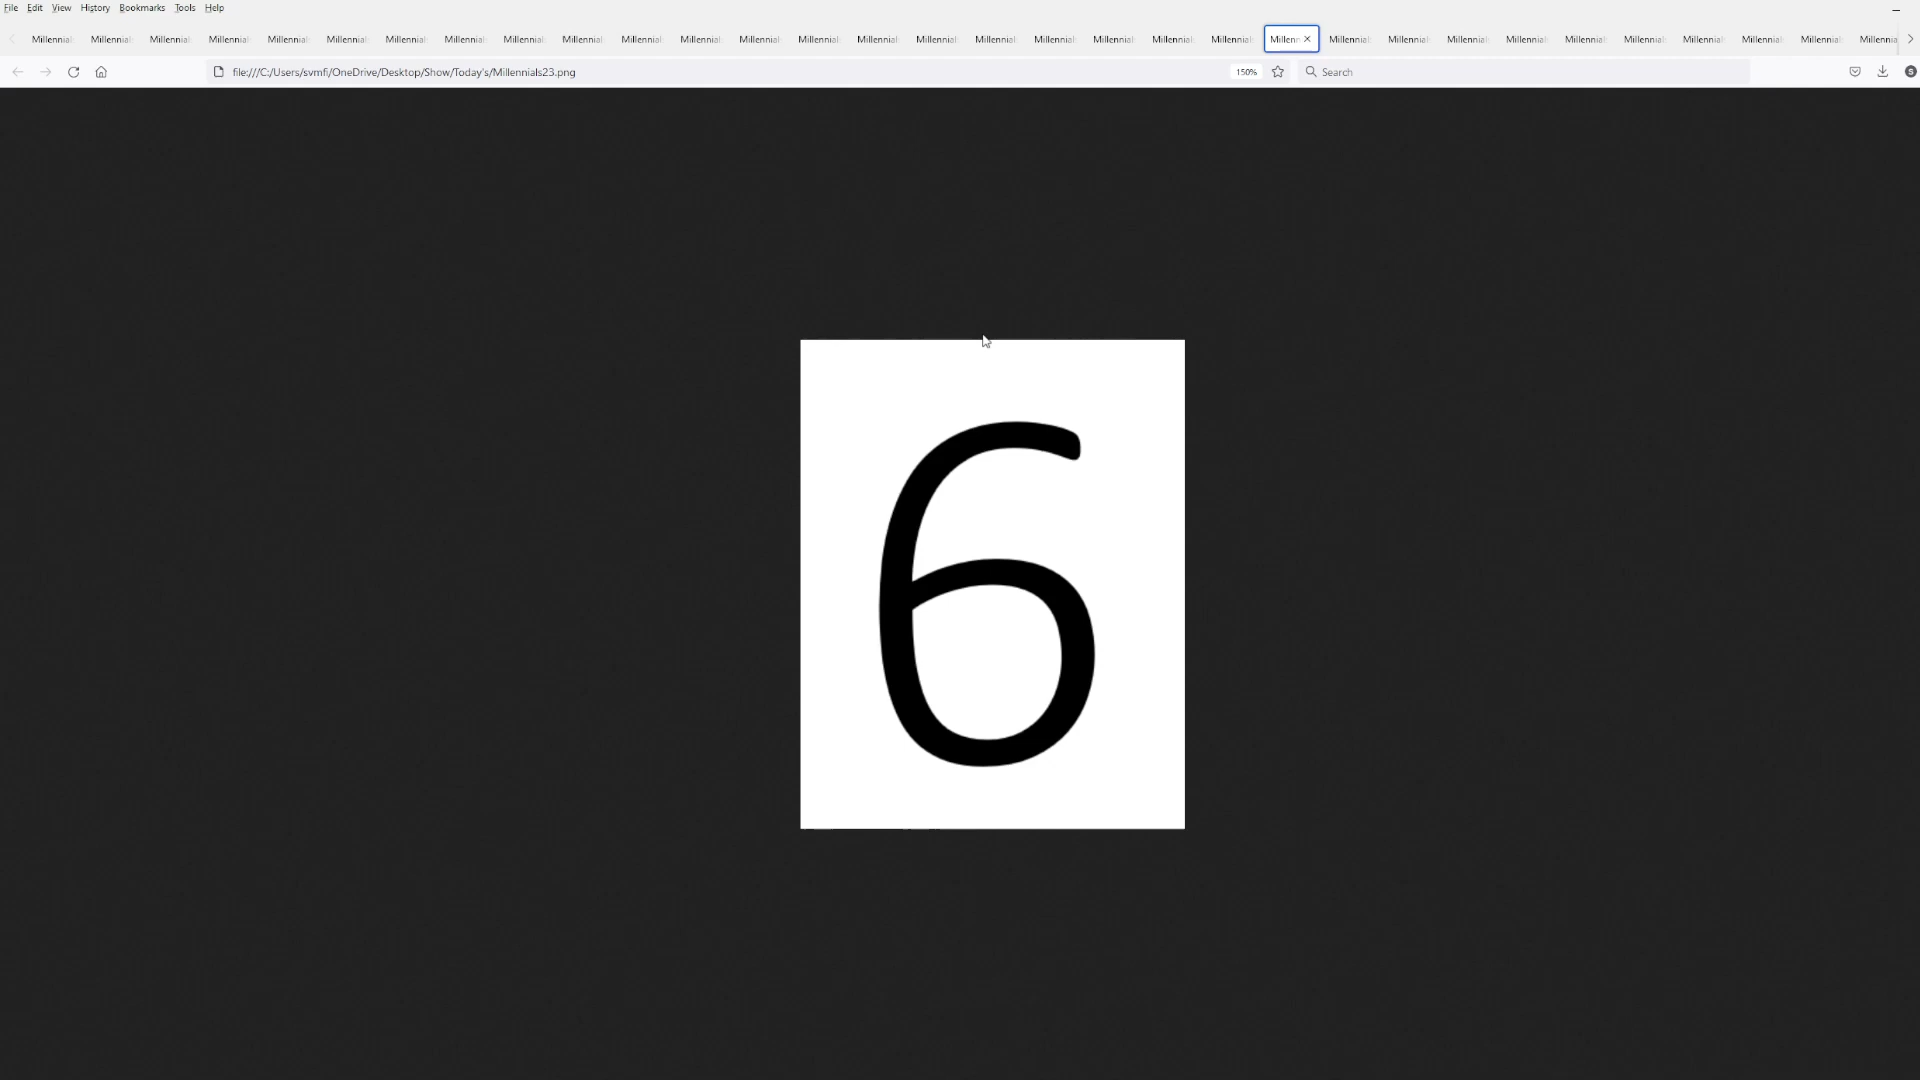 File Edit View History Bookmarks Tools Help
Millennial Millennial Millennial Millennial Millennial Millennial Millennial Millennial Millennial Millennial Millennial Millennial Millennial Millennial Millennial Millennial Millennial Millennial Millennial Millennial Millennial Millenn Millennial Millennial Millennial Millennial Millennial Millennial Millennial Millennial Millennial Millennia
file:///C:/Users/svmfi/OneDrive/Desktop/Show/Today's/Millennials23.png 150% Search S
6